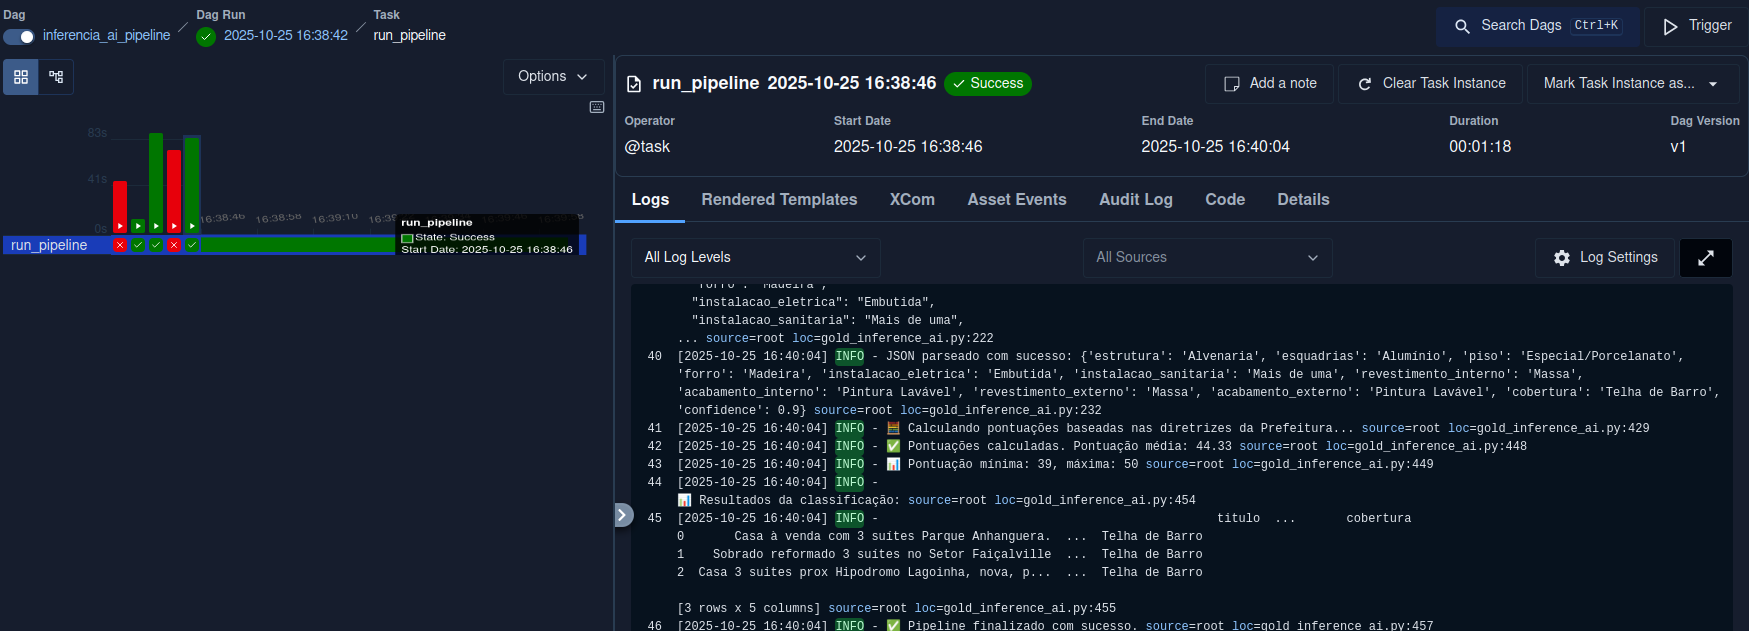 Dag
inferencia_ai_pipeline
Dag Run
2025-10-25 16:38:42
Task
run_pipeline
Search Dags Ctrl+K
Trigger
Options
83s
41s
0s
16:38:46 16:38:58 16:39:10
run_pipeline
run_pipeline
State: Success
Start Date: 2025-10-25 16:38:46
run_pipeline 2025-10-25 16:38:46 Success
Add a note
Clear Task Instance
Mark Task Instance as...
Operator Start Date End Date Duration Dag Version
@task 2025-10-25 16:38:46 2025-10-25 16:40:04 00:01:18 v1
Logs Rendered Templates XCom Asset Events Audit Log Code Details
All Log Levels All Sources Log Settings
"forro": "Madeira",
"instalacao_eletrica": "Embutida",
"instalacao_sanitaria": "Mais de uma",
... source=root loc=gold_inference_ai.py:222
40 [2025-10-25 16:40:04] INFO - JSON parseado com sucesso: {'estrutura': 'Alvenaria', 'esquadrias': 'Alumínio', 'piso': 'Especial/Porcelanato',
'forro': 'Madeira', 'instalacao_eletrica': 'Embutida', 'instalacao_sanitaria': 'Mais de uma', 'revestimento_interno': 'Massa',
'acabamento_interno': 'Pintura Lavável', 'revestimento_externo': 'Massa', 'acabamento_externo': 'Pintura Lavável', 'cobertura': 'Telha de Barro',
'confidence': 0.9} source=root loc=gold_inference_ai.py:232
41 [2025-10-25 16:40:04] INFO - 🧮 Calculando pontuações baseadas nas diretrizes da Prefeitura... source=root loc=gold_inference_ai.py:429
42 [2025-10-25 16:40:04] INFO - ✅ Pontuações calculadas. Pontuação média: 44.33 source=root loc=gold_inference_ai.py:448
43 [2025-10-25 16:40:04] INFO - 📊 Pontuação mínima: 39, máxima: 50 source=root loc=gold_inference_ai.py:449
44 [2025-10-25 16:40:04] INFO -
📊 Resultados da classificação: source=root loc=gold_inference_ai.py:454
45 [2025-10-25 16:40:04] INFO - titulo ... cobertura
0 Casa à venda com 3 suítes Parque Anhanguera. ... Telha de Barro
1 Sobrado reformado 3 suítes no Setor Faiçalville ... Telha de Barro
2 Casa 3 suites prox Hipodromo Lagoinha, nova, p... ... Telha de Barro
[3 rows x 5 columns] source=root loc=gold_inference_ai.py:455
46 [2025-10-25 16:40:04] INFO - ✅ Pipeline finalizado com sucesso. source=root loc=gold_inference_ai.py:457